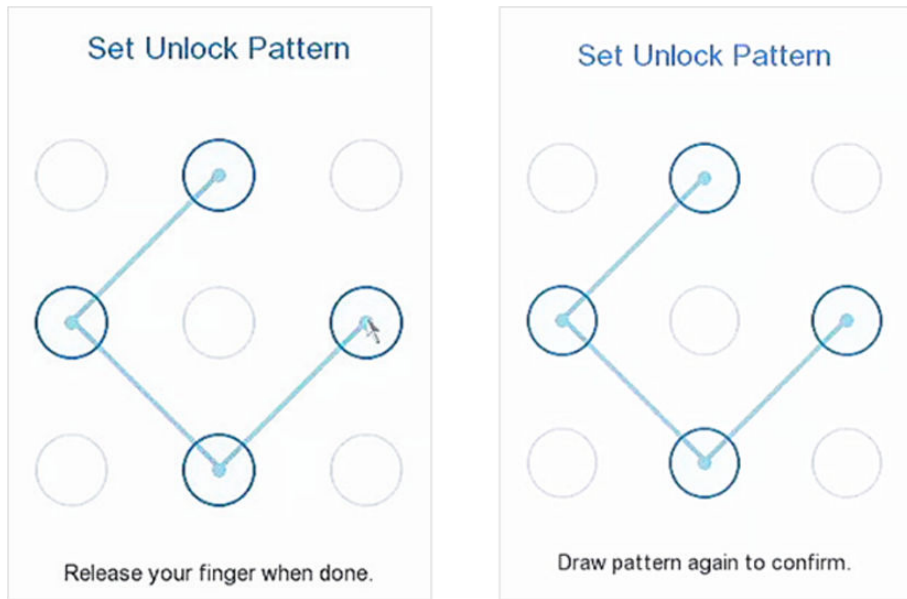 Set Unlock Pattern
Release your finger when done.
Set Unlock Pattern
Draw pattern again to confirm.